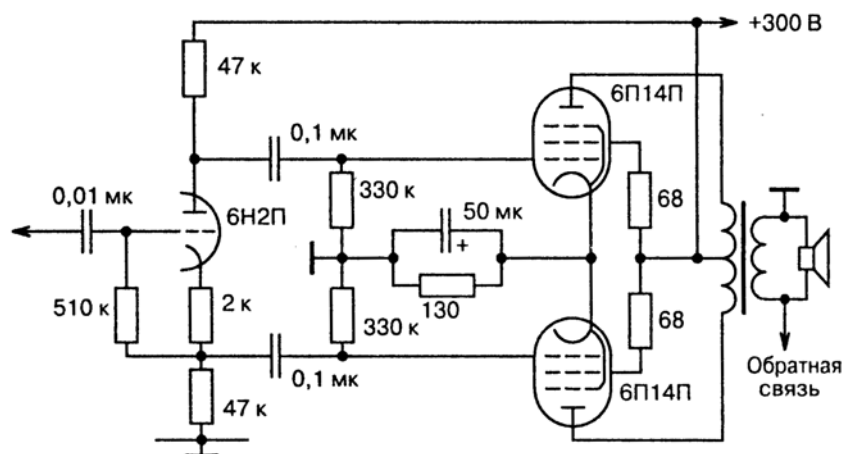 +300 В
47 к
6П14П
0,1 мк
0,01 мк
6Н2П
330 к
50 мк
+
68
510 к
2 к
330 к
130
68
0,1 мк
47 к
6П14П
Обратная
связь